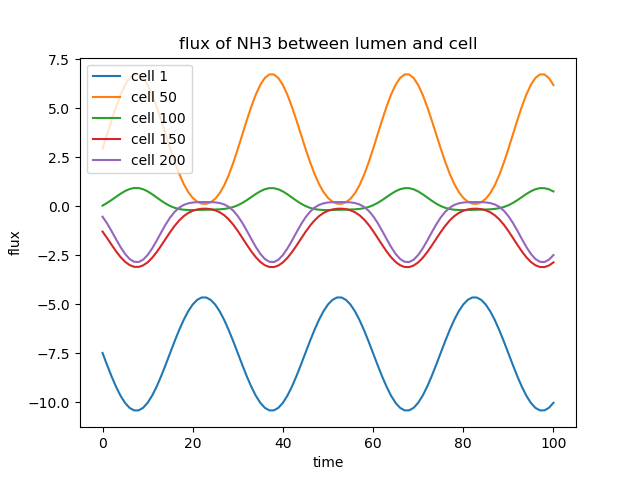 flux of NH3 between lumen and cell
7.5
5.0
2.5
0.0
−2.5
−5.0
−7.5
−10.0
flux
cell 1
cell 50
cell 100
cell 150
cell 200
0 20 40 60 80 100
time